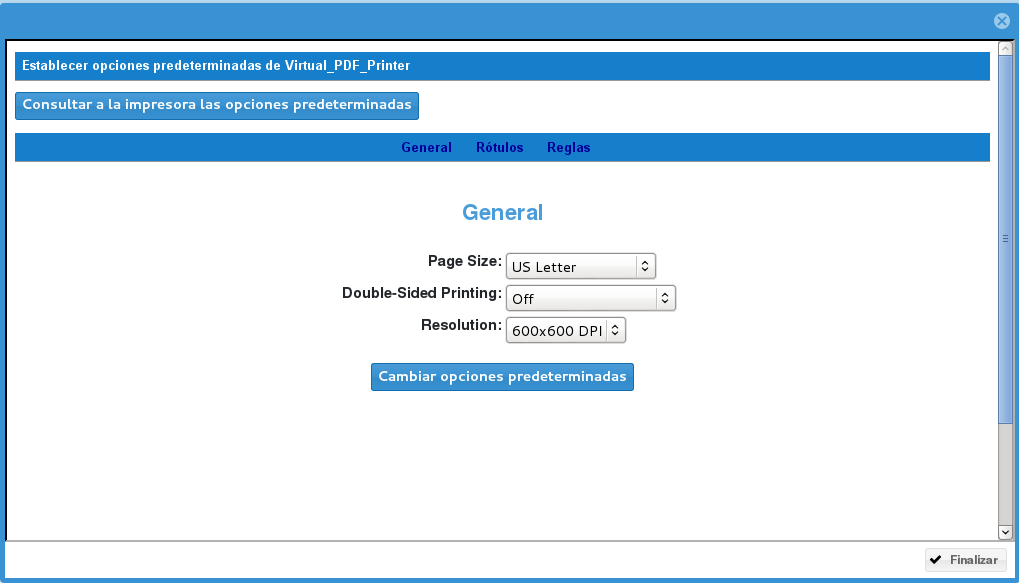 Establecer opciones predeterminadas de Virtual_PDF_Printer
Consultar a la impresora las opciones predeterminadas
General Rótulos Reglas
General
Page Size: US Letter
Double-Sided Printing: Off
Resolution: 600x600 DPI
Cambiar opciones predeterminadas
Finalizar